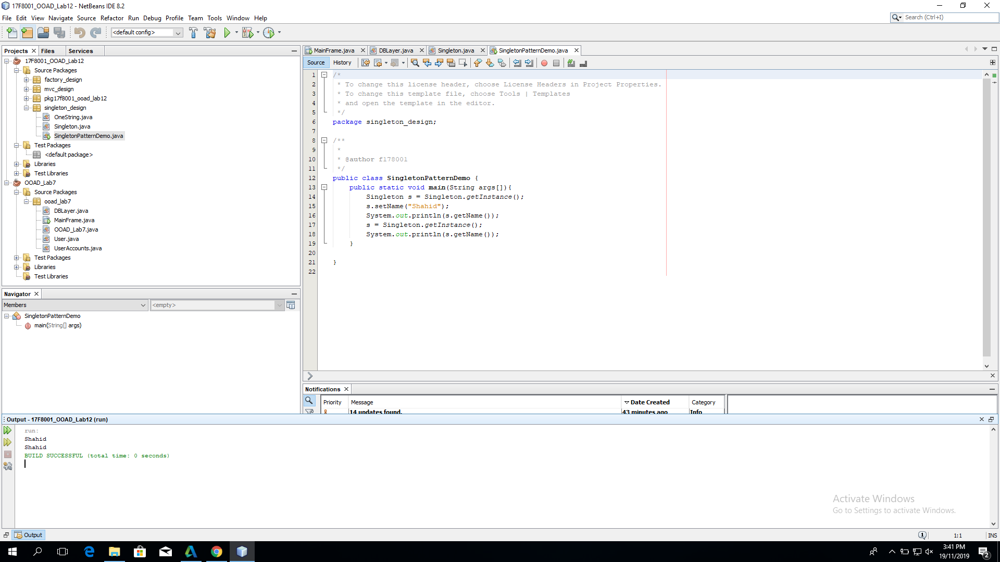 17F8001_OOAD_Lab12 - NetBeans IDE 8.2
File Edit View Navigate Source Refactor Run Debug Profile Team Tools Window Help
Search (Ctrl+I)
<default config>
Projects Files Services
17F8001_OOAD_Lab12
Source Packages
factory_design
mvc_design
pkg17f8001_ooad_lab12
singleton_design
OneString.java
Singleton.java
SingletonPatternDemo.java
Test Packages
<default package>
Libraries
Test Libraries
OOAD_Lab7
Source Packages
ooad_lab7
DBLayer.java
MainFrame.java
OOAD_Lab7.java
User.java
UserAccounts.java
Test Packages
Libraries
Test Libraries
Navigator
Members <empty>
SingletonPatternDemo
main(String[] args)
MainFrame.java DBLayer.java Singleton.java SingletonPatternDemo.java
Source History
1 /*
2 * To change this license header, choose License Headers in Project Properties.
3 * To change this template file, choose Tools | Templates
4 * and open the template in the editor.
5 */
6 package singleton_design;
7
8 /**
9 *
10 * @author f178001
11 */
12 public class SingletonPatternDemo {
13 public static void main(String args[]){
14 Singleton s = Singleton.getInstance();
15 s.setName("Shahid");
16 System.out.println(s.getName());
17 s = Singleton.getInstance();
18 System.out.println(s.getName());
19 }
20
21 }
22
Notifications
Priority Message Date Created Category
14 updates found. 43 minutes ago Info
Output - 17F8001_OOAD_Lab12 (run)
run:
Shahid
Shahid
BUILD SUCCESSFUL (total time: 0 seconds)
Activate Windows
Go to Settings to activate Windows.
Output
1 1:1 INS
3:41 PM
19/11/2019
2